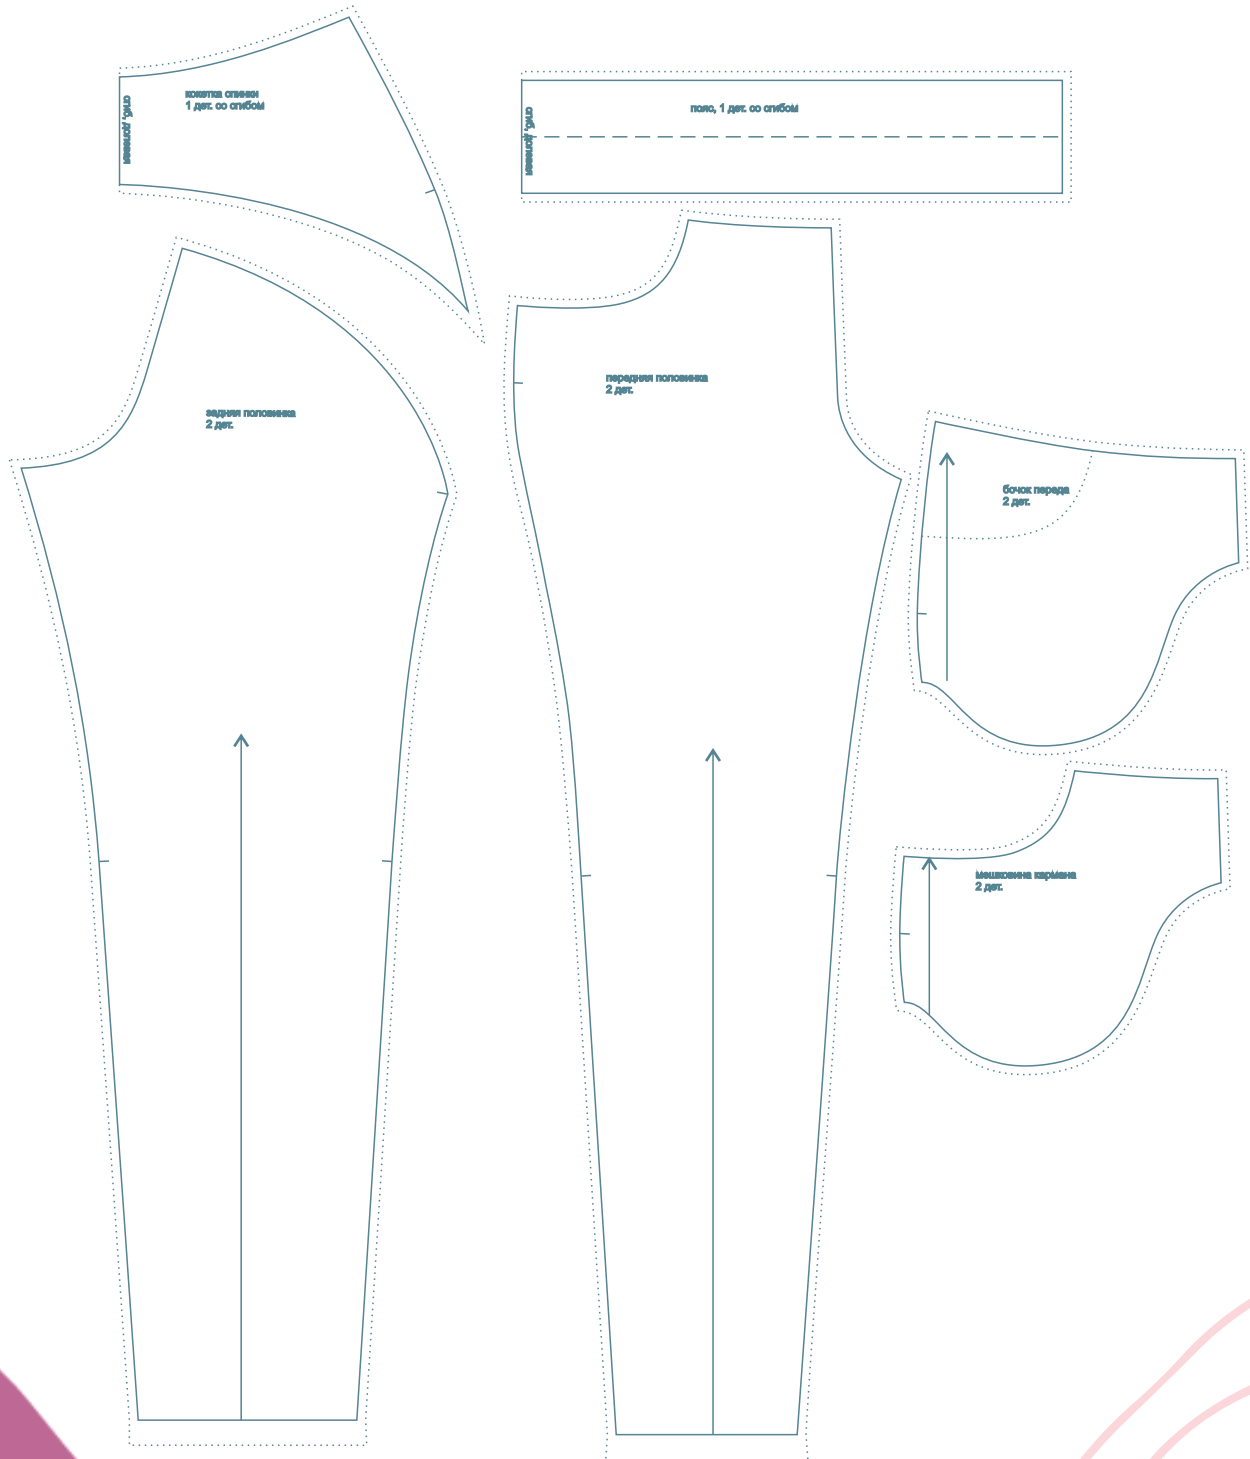 кокетка спинки
1 дет. со сгибом
сгиб, долевая
пояс, 1 дет. со сгибом
сгиб, долевая
задняя половинка
2 дет.
передняя половинка
2 дет.
бочок переда
2 дет.
мешковина кармана
2 дет.